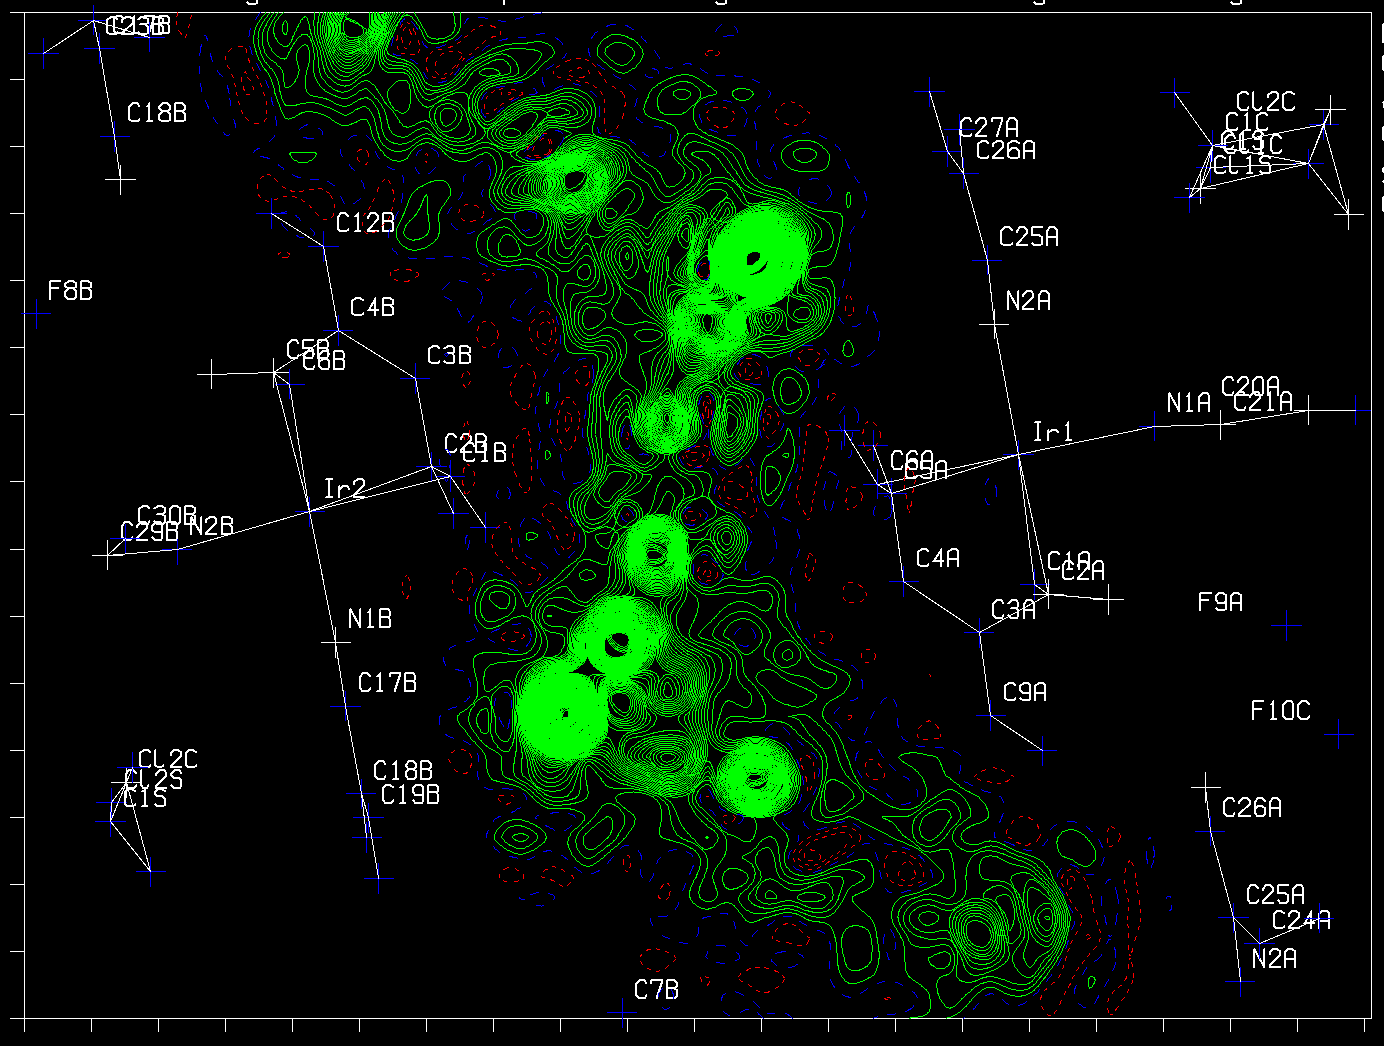 C18B
CL2C
C1C
CL1S
C27A
C26A
C12B
C25A
F8B
C4B
N2A
C5B
C6B
C3B
C20A
N1A
C21A
Ir1
C2B
C1B
C6A
C5A
Ir2
C30B
C29B
N2B
C4A
C1A
C2A
C3A
F9A
N1B
C17B
C9A
F10C
CL2C
CL2S
C1S
C18B
C19B
C26A
C25A
C24A
N2A
C7B